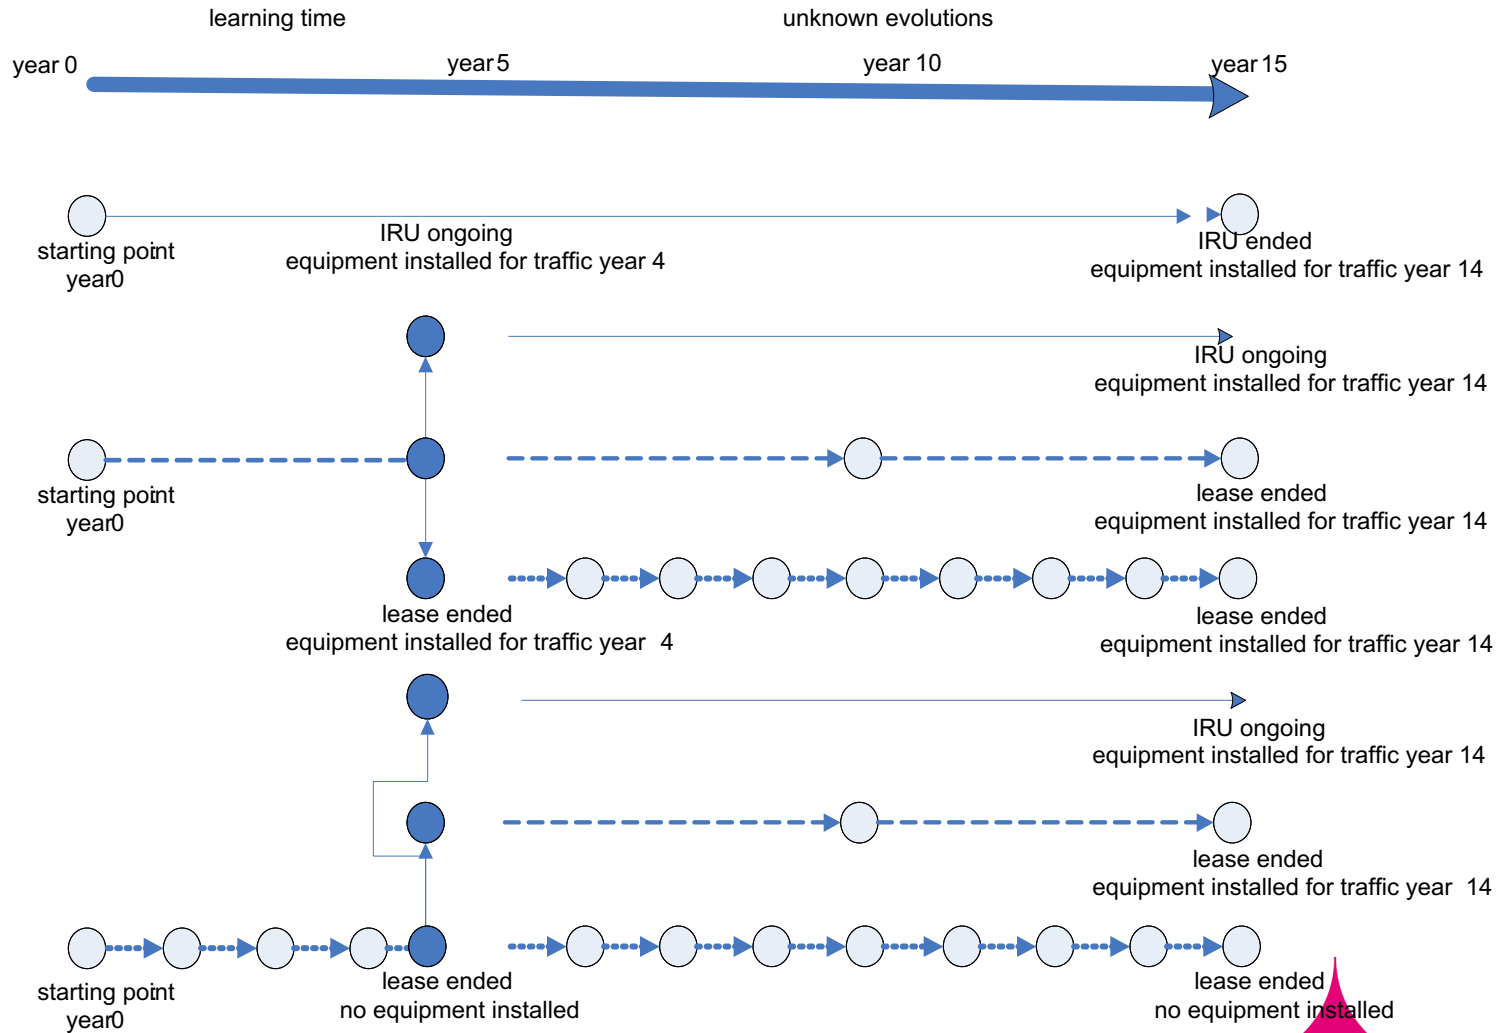 learning time
unknown evolutions
year 0
year 5
year 10
year 15
starting point
year0
IRU ongoing
equipment installed for traffic year 4
IRU ended
equipment installed for traffic year 14
IRU ongoing
equipment installed for traffic year 14
starting point
year0
lease ended
equipment installed for traffic year 14
lease ended
equipment installed for traffic year 4
lease ended
equipment installed for traffic year 14
IRU ongoing
equipment installed for traffic year 14
lease ended
equipment installed for traffic year 14
starting point
year0
lease ended
no equipment installed
lease ended
no equipment installed